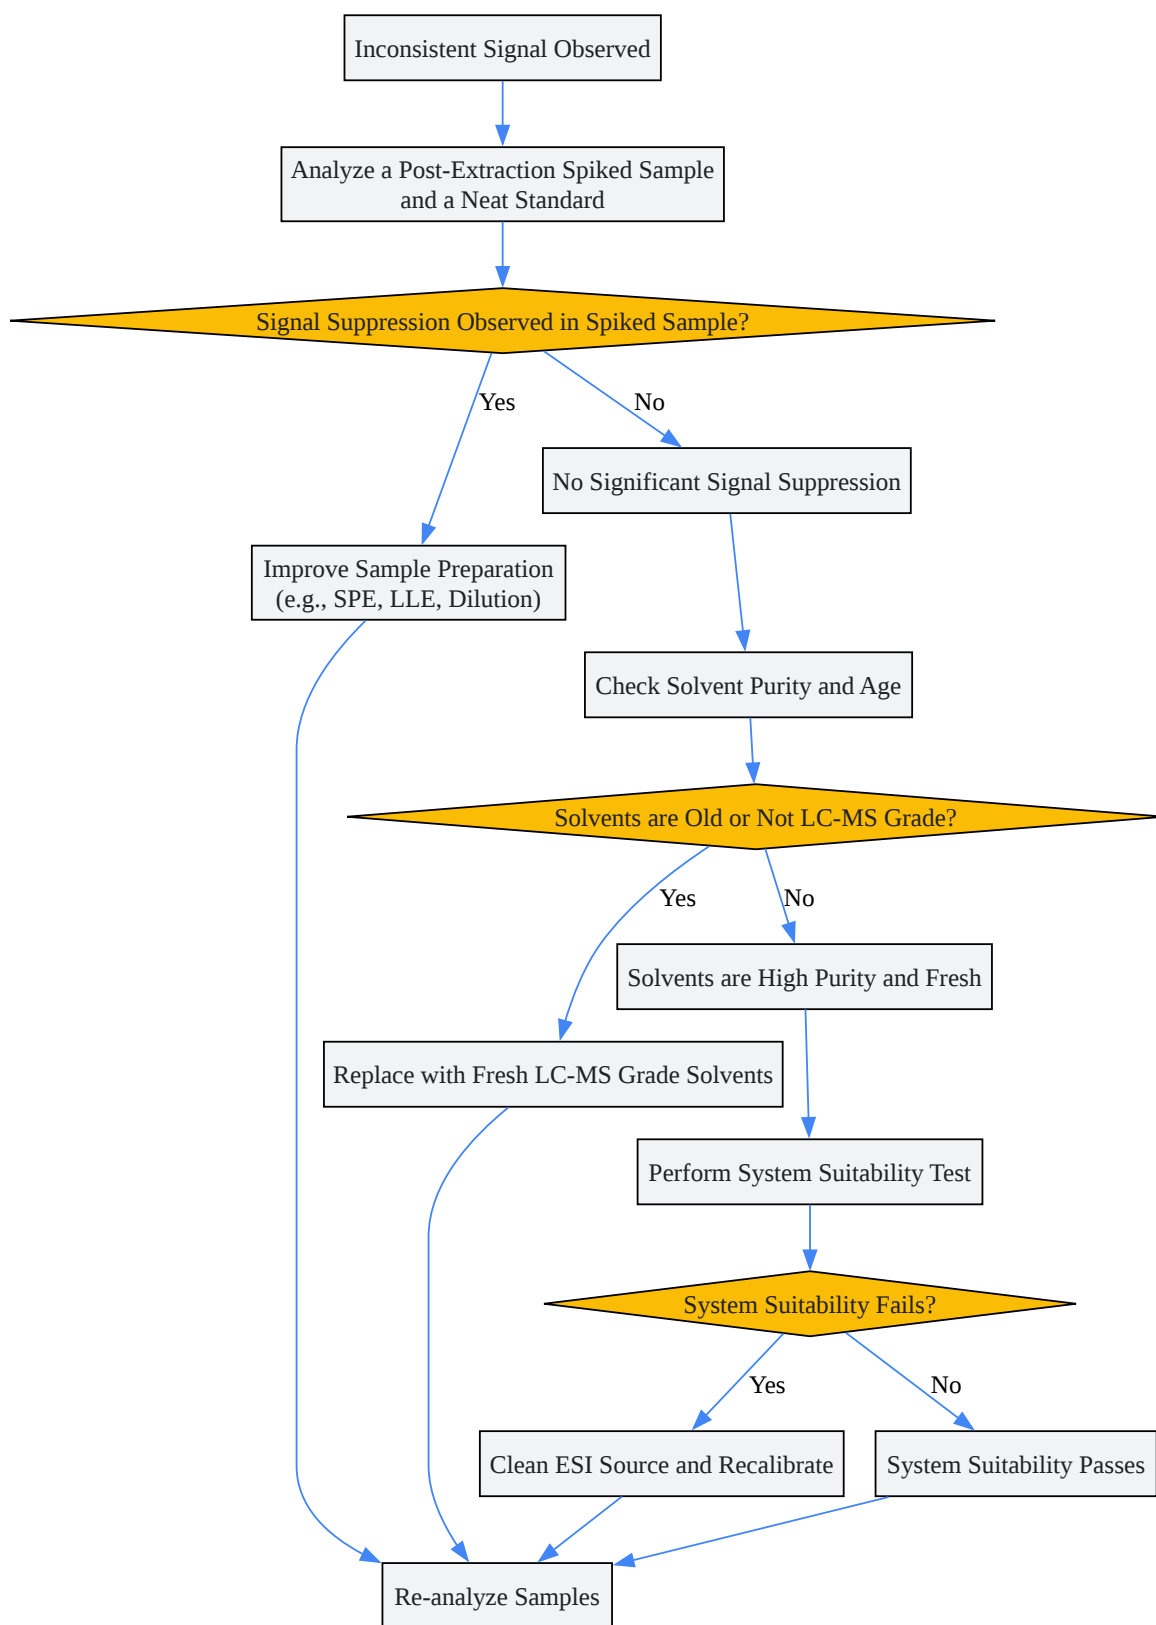 Inconsistent Signal Observed
Analyze a Post-Extraction Spiked Sample
and a Neat Standard
Signal Suppression Observed in Spiked Sample?
Yes
No
No Significant Signal Suppression
Improve Sample Preparation
(e.g., SPE, LLE, Dilution)
Check Solvent Purity and Age
Solvents are Old or Not LC-MS Grade?
Yes
No
Solvents are High Purity and Fresh
Replace with Fresh LC-MS Grade Solvents
Perform System Suitability Test
System Suitability Fails?
Yes
No
Clean ESI Source and Recalibrate
System Suitability Passes
Re-analyze Samples